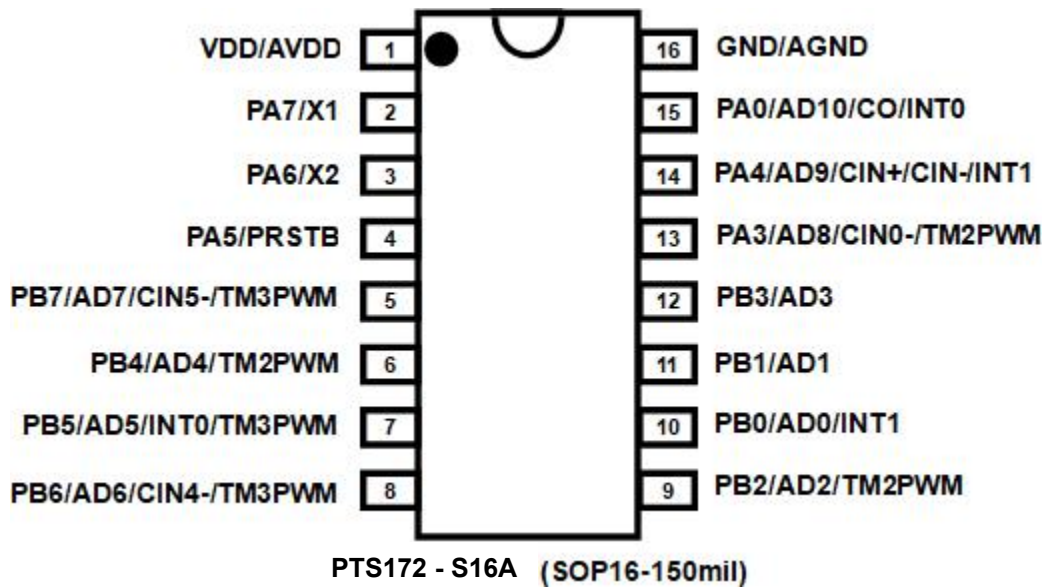 VDD/AVDD 1 16 GND/AGND
PA7/X1 2 15 PA0/AD10/CO/INT0
PA6/X2 3 14 PA4/AD9/CIN+/CIN-/INT1
PA5/PRSTB 4 13 PA3/AD8/CIN0-/TM2PWM
PB7/AD7/CIN5-/TM3PWM 5 12 PB3/AD3
PB4/AD4/TM2PWM 6 11 PB1/AD1
PB5/AD5/INT0/TM3PWM 7 10 PB0/AD0/INT1
PB6/AD6/CIN4-/TM3PWM 8 9 PB2/AD2/TM2PWM
PTS172 - S16A (SOP16-150mil)